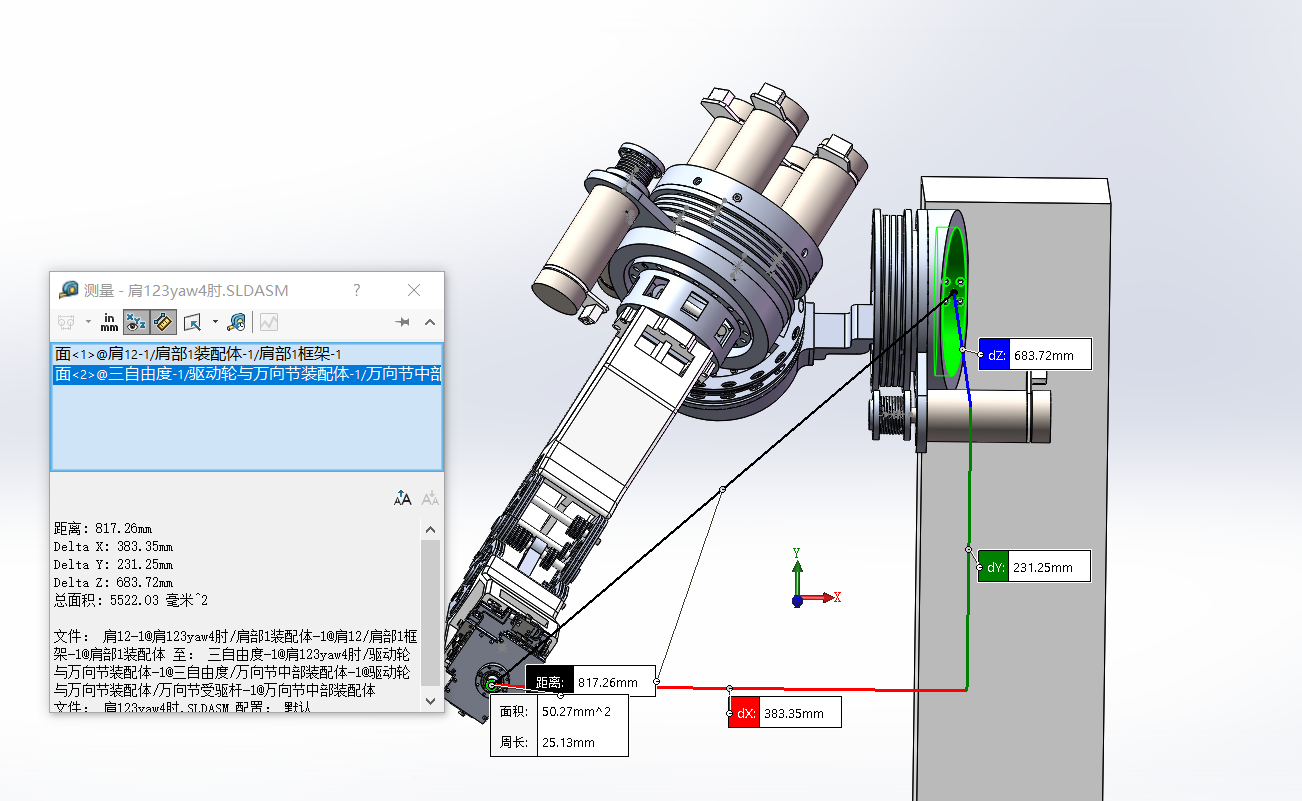 测量 - 肩123yaw4肘.SLDASM
?
in
mm
XYZ
面<1>@肩12-1/肩部1装配体-1/肩部1框架-1
面<2>@三自由度-1/驱动轮与万向节装配体-1/万向节中部
AA
AA
距离: 817.26mm
Delta X: 383.35mm
Delta Y: 231.25mm
Delta Z: 683.72mm
总面积: 5522.03 毫米^2
文件: 肩12-1@肩123yaw4肘/肩部1装配体-1@肩12/肩部1框
架-1@肩部1装配体 至: 三自由度-1@肩123yaw4肘/驱动轮
与万向节装配体-1@三自由度/万向节中部装配体-1@驱动轮
与万向节装配体/万向节受驱杆-1@万向节中部装配体
文件: 肩123yaw4肘.SLDASM 配置: 默认
dZ: 683.72mm
dY: 231.25mm
Y
X
距离: 817.26mm
面积: 50.27mm^2
周长: 25.13mm
dX: 383.35mm